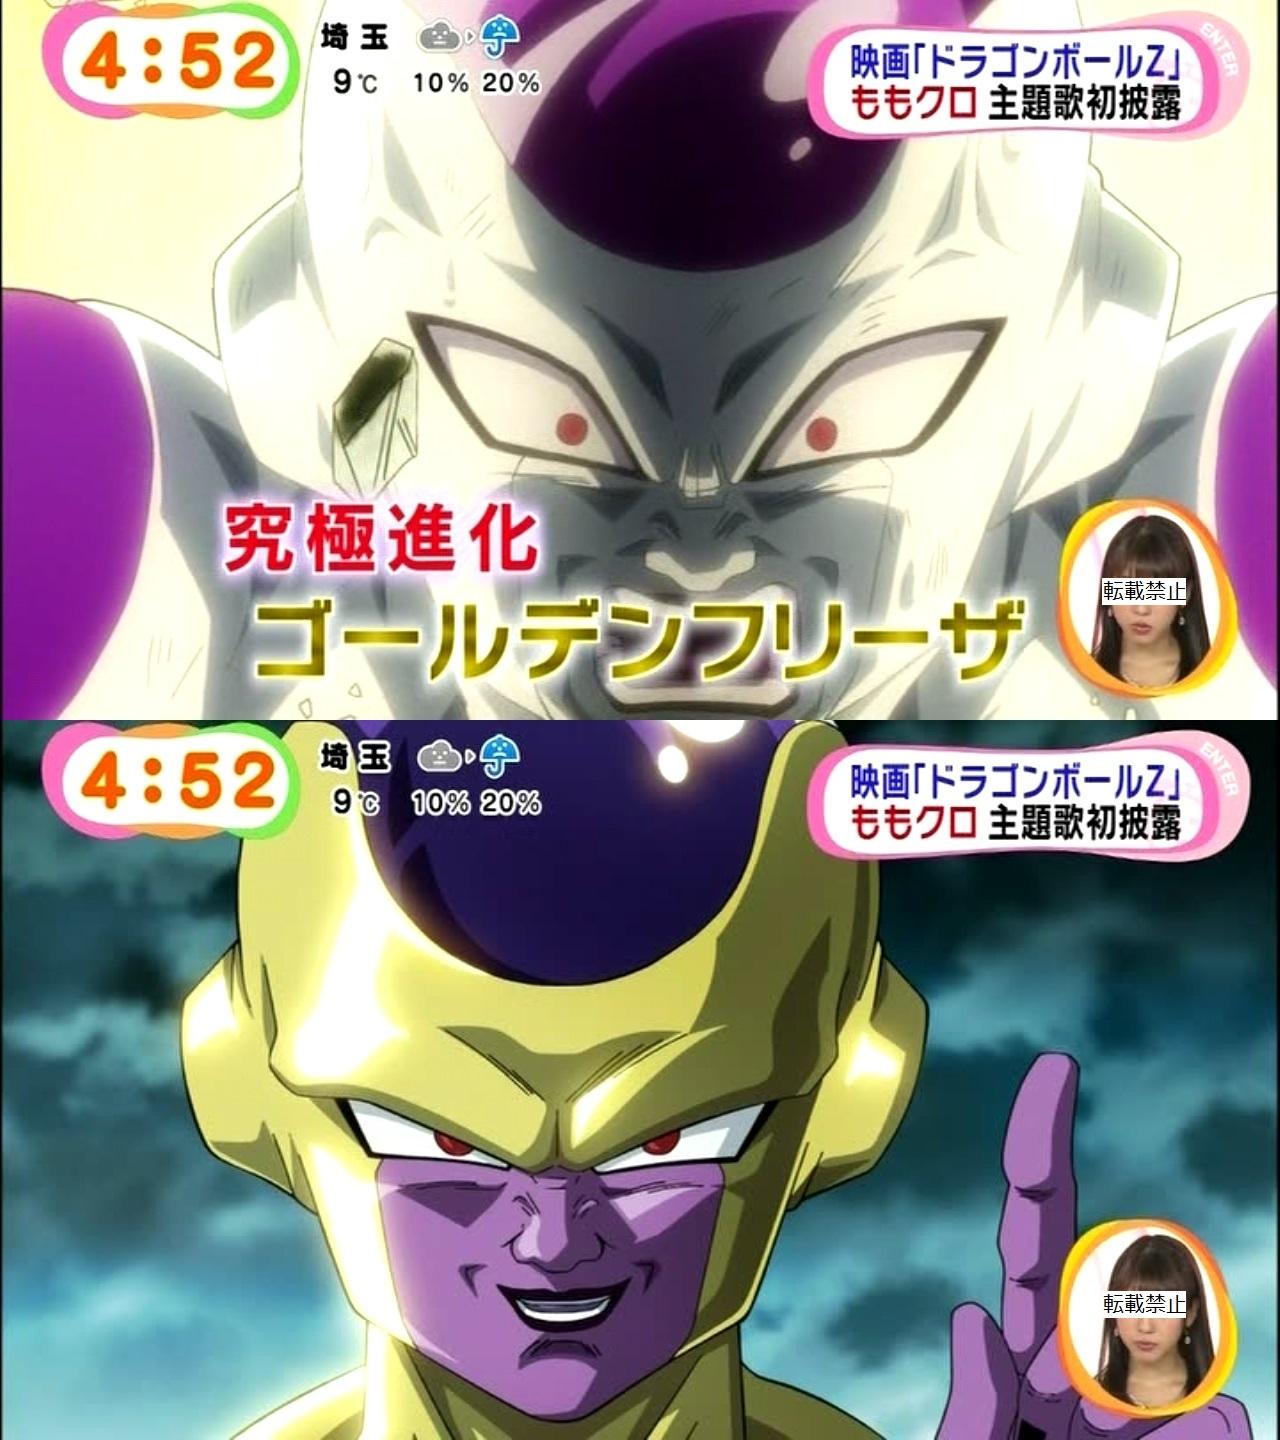 4:52
埼玉
9℃ 10% 20%
ENTER
映画「ドラゴンボールZ」
ももクロ 主題歌初披露
究極進化
ゴールデンフリーザ
転載禁止
4:52
埼玉
9℃ 10% 20%
ENTER
映画「ドラゴンボールZ」
ももクロ 主題歌初披露
転載禁止